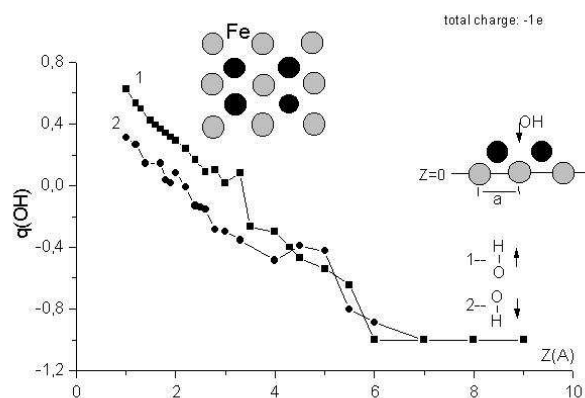 total charge: -1e
Fe
0,8
1
0,4
2
OH
Z=0
0,0
a
q(OH)
-0,4
H
1-- O
-0,8
O
2-- H
Z(A)
-1,2
0 2 4 6 8 10